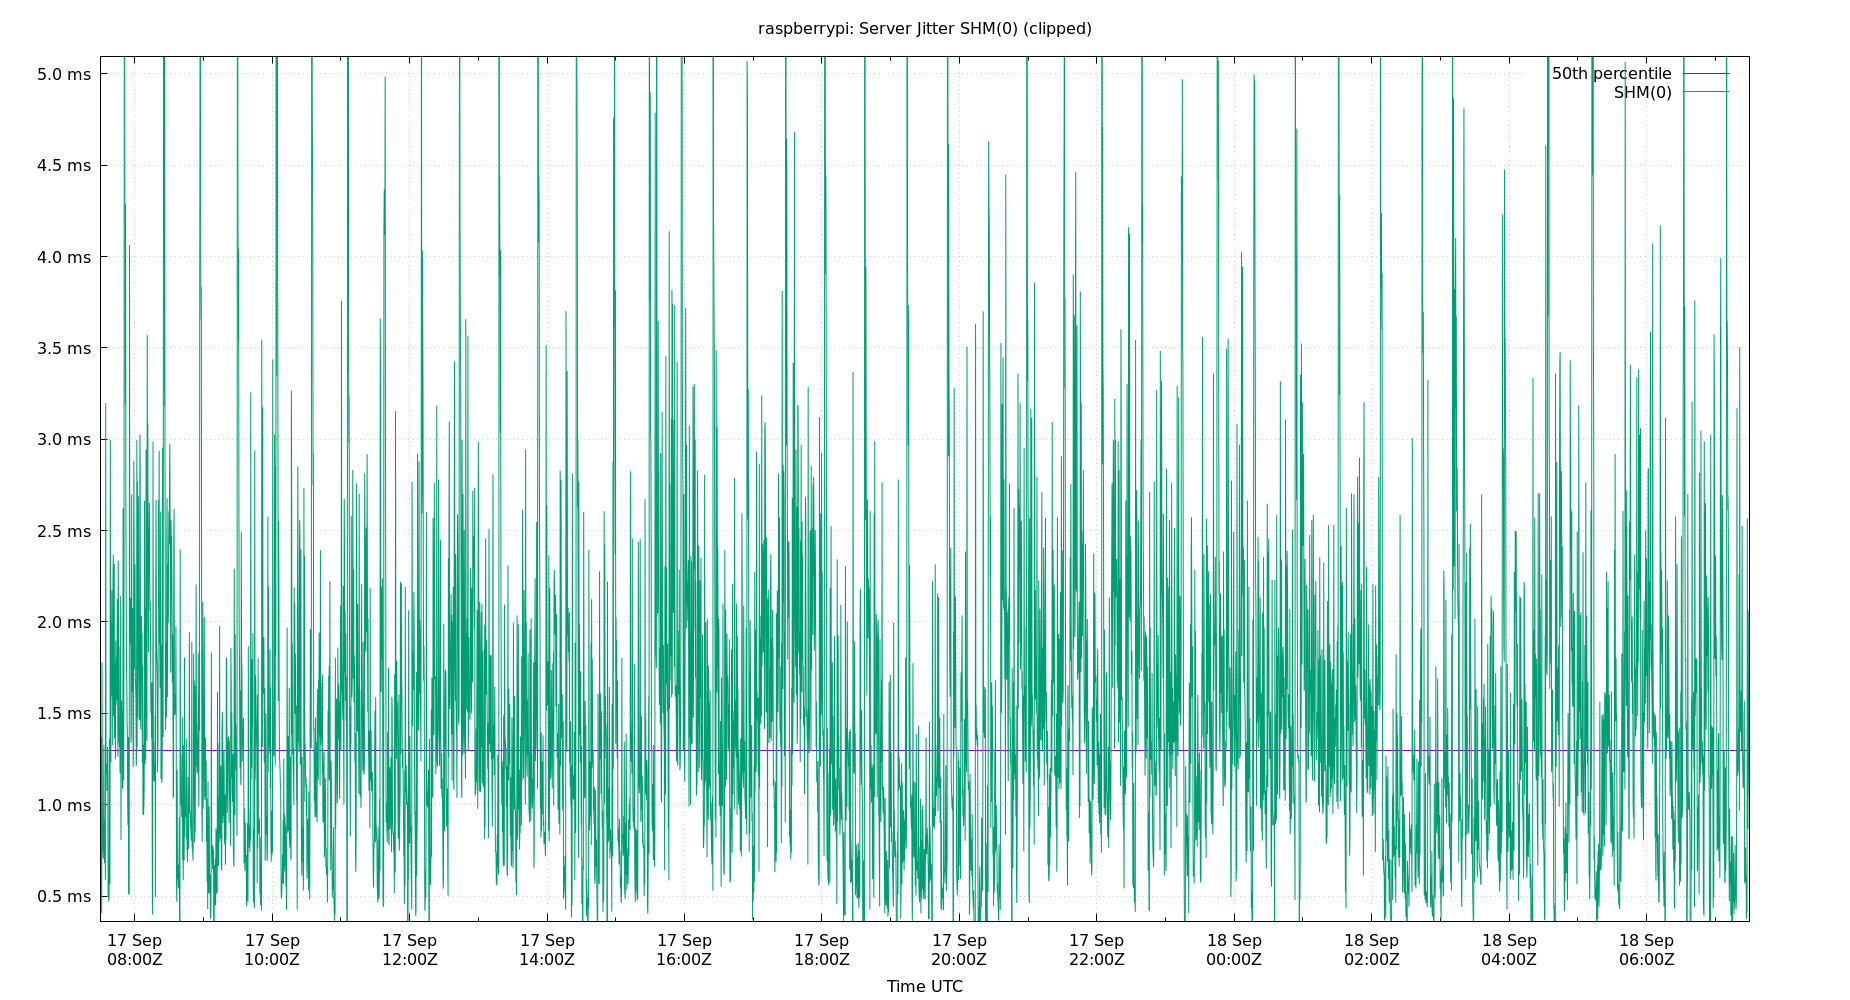 raspberrypi: Server Jitter SHM(0) (clipped)
5.0 ms
4.5 ms
4.0 ms
3.5 ms
3.0 ms
2.5 ms
2.0 ms
1.5 ms
1.0 ms
0.5 ms
50th percentile
SHM(0)
17 Sep 17 Sep 17 Sep 17 Sep 17 Sep 17 Sep 17 Sep 17 Sep 18 Sep 18 Sep 18 Sep 18 Sep
08:00Z 10:00Z 12:00Z 14:00Z 16:00Z 18:00Z 20:00Z 22:00Z 00:00Z 02:00Z 04:00Z 06:00Z
Time UTC